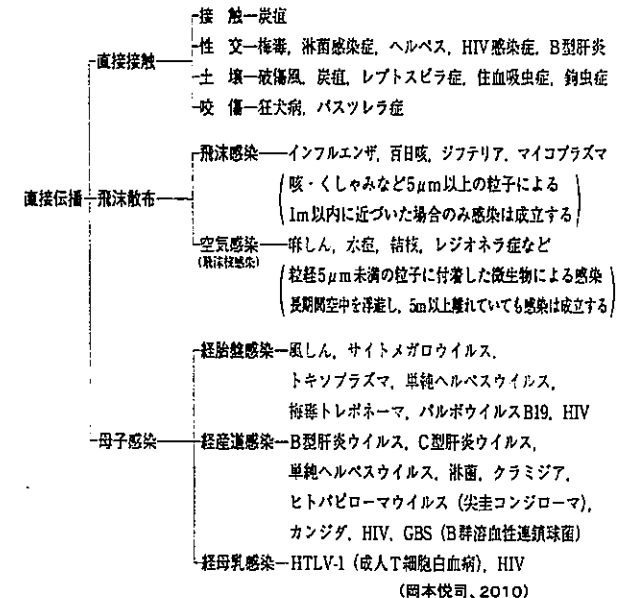 接 触―炭疽
性 交―梅毒, 淋菌感染症, ヘルペス, HIV感染症, B型肝炎
直接接触
土 壌―破傷風, 炭疽, レプトスピラ症, 住血吸虫症, 鉤虫症
咬 傷―狂犬病, パスツレラ症
飛沫感染――インフルエンザ, 百日咳, ジフテリア, マイコプラズマ
(咳・くしゃみなど5μm以上の粒子による
1m以内に近づいた場合のみ感染は成立する)
直接伝播 飛沫散布
空気感染―麻しん, 水痘, 結核, レジオネラ症など
(飛沫核感染)
(粒経5μm未満の粒子に付着した微生物による感染
長期間空中を浮遊し, 5m以上離れていても感染は成立する)
経胎盤感染―風しん, サイトメガロウイルス,
トキソプラズマ, 単純ヘルペスウイルス,
梅毒トレポネーマ, パルボウイルスB19, HIV
母子感染
経産道感染―B型肝炎ウイルス, C型肝炎ウイルス,
単純ヘルペスウイルス, 淋菌, クラミジア,
ヒトパピローマウイルス (尖圭コンジローマ),
カンジダ, HIV, GBS (B群溶血性連鎖球菌)
経母乳感染―HTLV-1 (成人T細胞白血病), HIV
(岡本悦司、2010)